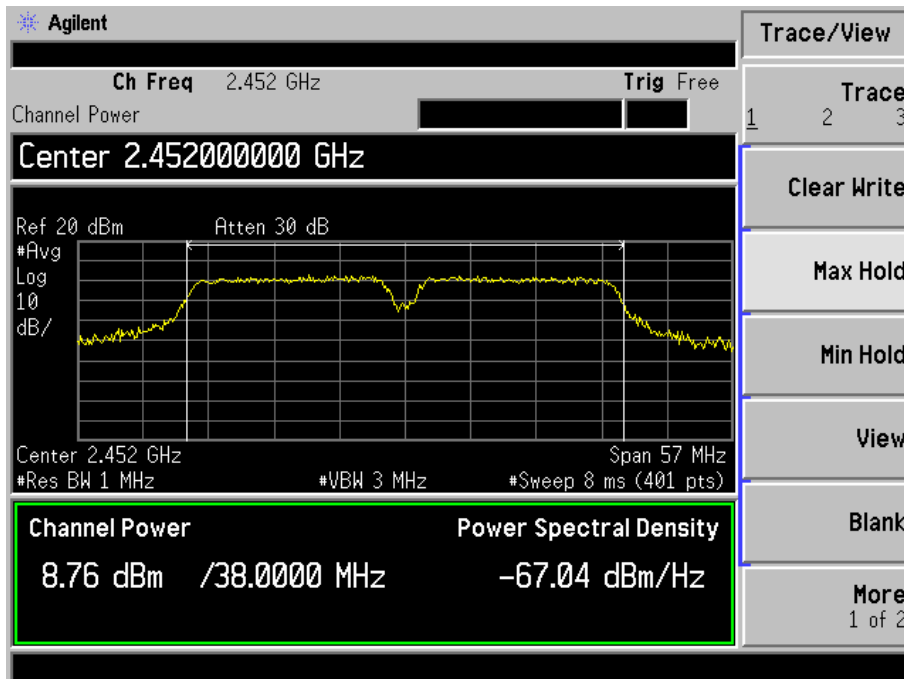 Agilent
Trace/View
Ch Freq 2.452 GHz Trig Free
Channel Power
Trace
1 2 3
Center 2.452000000 GHz
Clear Write
Ref 20 dBm Atten 30 dB
#Avg
Log
10
dB/
Max Hold
Min Hold
Center 2.452 GHz Span 57 MHz
#Res BW 1 MHz #VBW 3 MHz #Sweep 8 ms (401 pts)
View
Channel Power Power Spectral Density
8.76 dBm /38.0000 MHz -67.04 dBm/Hz
Blank
More
1 of 2